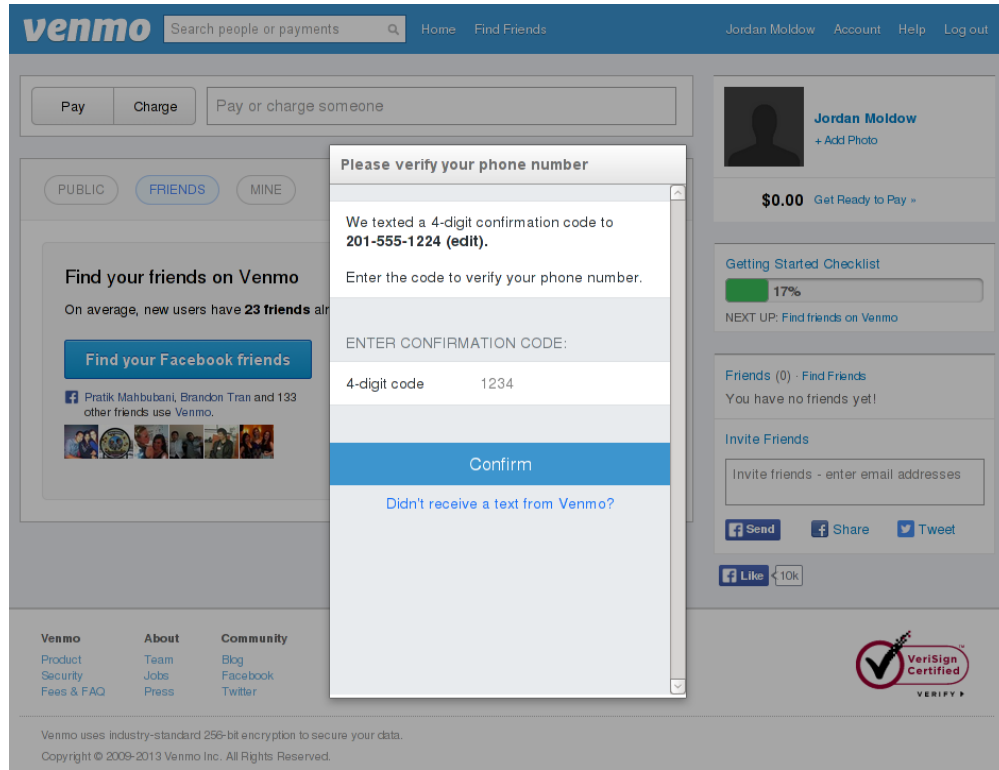 venmo
Search people or payments
Home Find Friends
Jordan Moldow Account Help Log out
Pay Charge Pay or charge someone
PUBLIC FRIENDS MINE
Find your friends on Venmo
On average, new users have 23 friends alr
Find your Facebook friends
Pratik Mahbubani, Brandon Tran and 133
other friends use Venmo.
Please verify your phone number
We texted a 4-digit confirmation code to
201-555-1224 (edit).
Enter the code to verify your phone number.
ENTER CONFIRMATION CODE:
4-digit code 1234
Confirm
Didn't receive a text from Venmo?
Jordan Moldow
+ Add Photo
$0.00 Get Ready to Pay »
Getting Started Checklist
17%
NEXT UP: Find friends on Venmo
Friends (0) · Find Friends
You have no friends yet!
Invite Friends
Invite friends - enter email addresses
Send Share Tweet
Like 10k
Venmo About Community
Product Team Blog
Security Jobs Facebook
Fees & FAQ Press Twitter
VeriSign
Certified
VERIFY
Venmo uses industry-standard 256-bit encryption to secure your data.
Copyright © 2009-2013 Venmo Inc. All Rights Reserved.